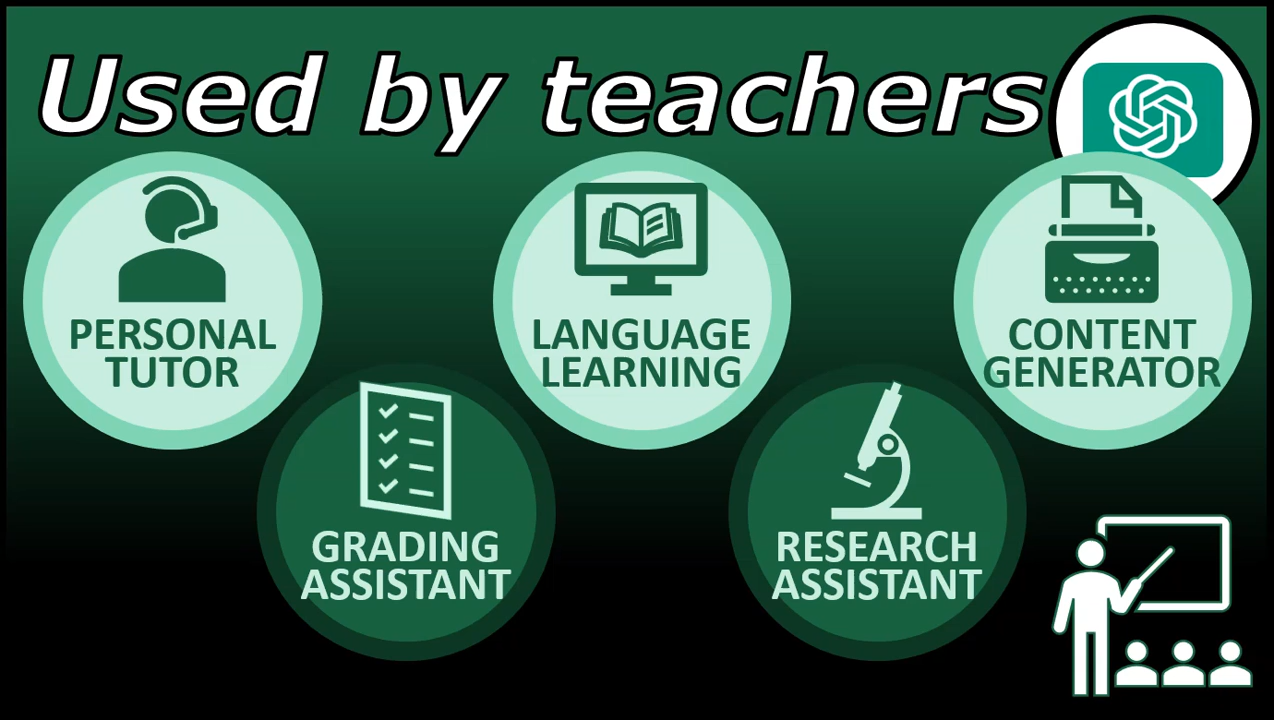 Used by teachers
PERSONAL
TUTOR
LANGUAGE
LEARNING
CONTENT
GENERATOR
GRADING
ASSISTANT
RESEARCH
ASSISTANT